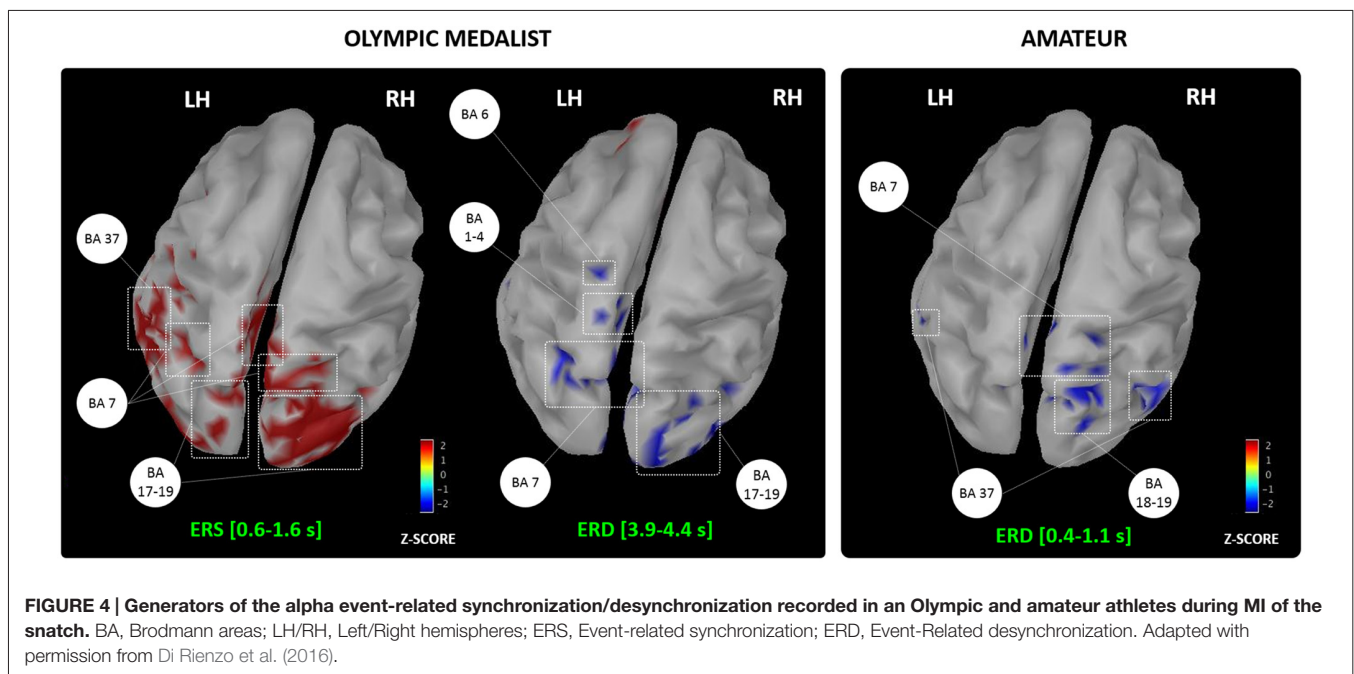 OLYMPIC MEDALIST
AMATEUR
LH
RH
LH
RH
LH
RH
BA 6
BA
1-4
BA 37
BA 7
BA
17-19
BA 7
BA
17-19
BA 7
BA 37
BA
18-19
2
1
0
-1
-2
2
1
0
-1
-2
ERS [0.6-1.6 s]
Z-SCORE
ERD [3.9-4.4 s]
ERD [0.4-1.1 s]
Z-SCORE
FIGURE 4 | Generators of the alpha event-related synchronization/desynchronization recorded in an Olympic and amateur athletes during MI of the
snatch. BA, Brodmann areas; LH/RH, Left/Right hemispheres; ERS, Event-related synchronization; ERD, Event-Related desynchronization. Adapted with
permission from Di Rienzo et al. (2016).